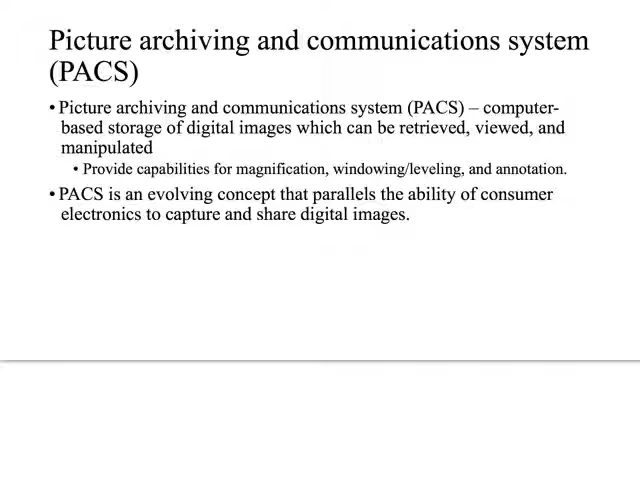 Picture archiving and communications system
(PACS)
• Picture archiving and communications system (PACS) – computer-
based storage of digital images which can be retrieved, viewed, and
manipulated
• Provide capabilities for magnification, windowing/leveling, and annotation.
• PACS is an evolving concept that parallels the ability of consumer
electronics to capture and share digital images.